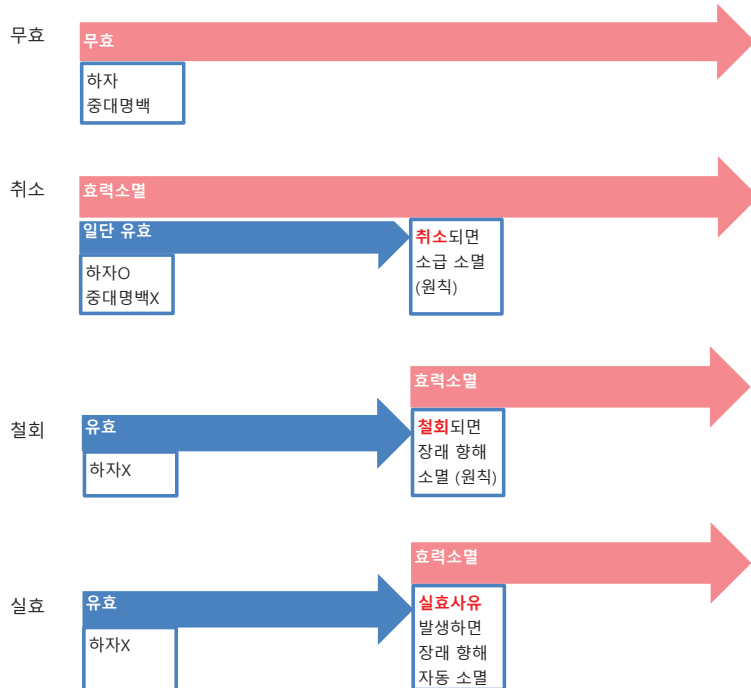 무효
무효
하자
중대명백
취소
효력소멸
일단 유효
하자O
중대명백X
취소되면
소급 소멸
(원칙)
철회
효력소멸
유효
하자X
철회되면
장래 향해
소멸 (원칙)
실효
효력소멸
유효
하자X
실효사유
발생하면
장래 향해
자동 소멸